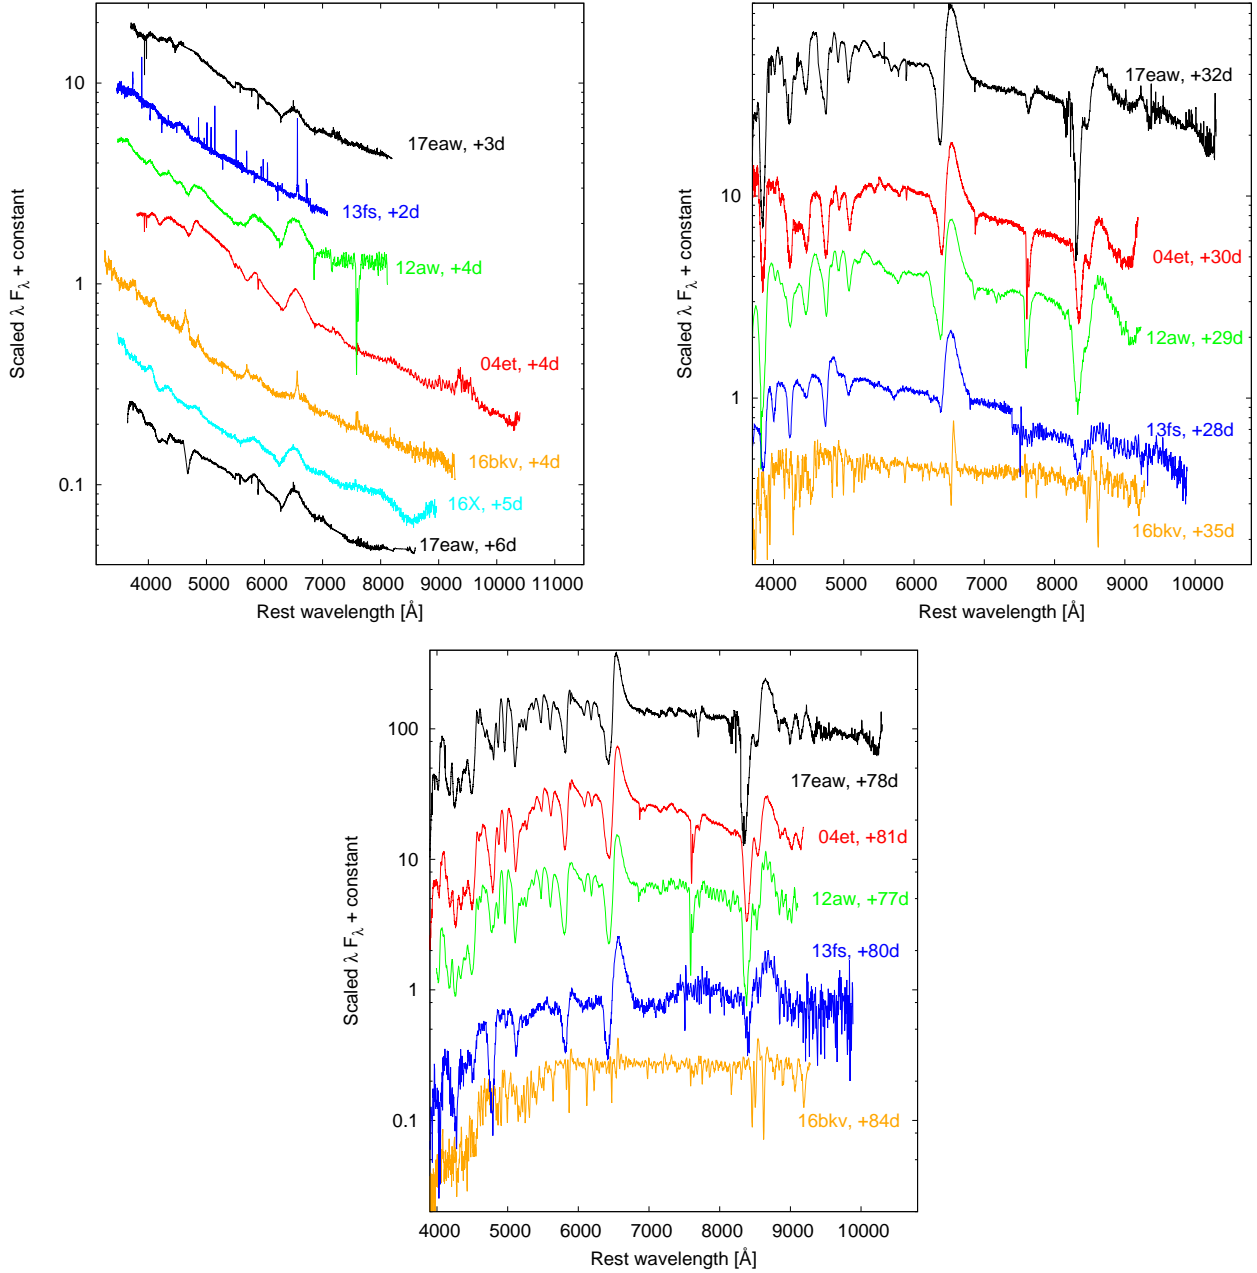 10
1
0.1
Scaled λ Fλ + constant
17eaw, +3d
13fs, +2d
12aw, +4d
04et, +4d
16bkv, +4d
16X, +5d
17eaw, +6d
4000 5000 6000 7000 8000 9000 10000 11000
Rest wavelength [Å]
10
1
Scaled λ Fλ + constant
17eaw, +32d
04et, +30d
12aw, +29d
13fs, +28d
16bkv, +35d
4000 5000 6000 7000 8000 9000 10000
Rest wavelength [Å]
100
10
1
0.1
Scaled λ Fλ + constant
17eaw, +78d
04et, +81d
12aw, +77d
13fs, +80d
16bkv, +84d
4000 5000 6000 7000 8000 9000 10000
Rest wavelength [Å]